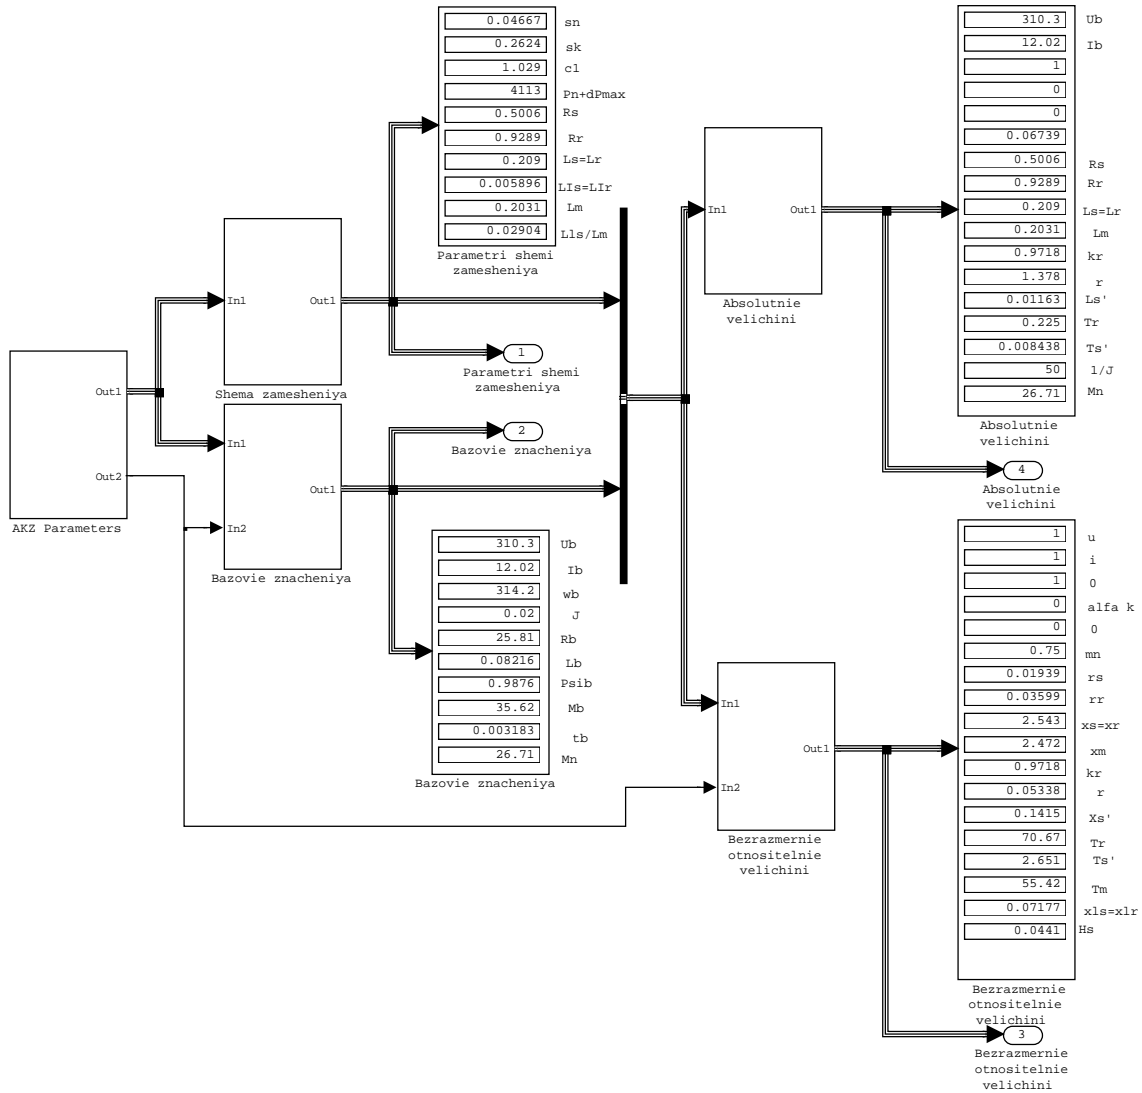 0.04667 sn
0.2624 sk
1.029 c1
4113 Pn+dPmax
0.5006 Rs
0.9289 Rr
0.209 Ls=Lr
0.005896 LIs=LIr
0.2031 Lm
0.02904 Lls/Lm
Parametri shemi
zamesheniya
In1 Out1
Shema zamesheniya
1
Parametri shemi
zamesheniya
Out1
Out2
AKZ Parameters
In1
Out1
In2
Bazovie znacheniya
2
Bazovie znacheniya
310.3 Ub
12.02 Ib
314.2 wb
0.02 J
25.81 Rb
0.08216 Lb
0.9876 Psib
35.62 Mb
0.003183 tb
26.71 Mn
Bazovie znacheniya
In1 Out1
Absolutnie
velichini
310.3 Ub
12.02 Ib
1
0
0
0.06739
0.5006 Rs
0.9289 Rr
0.209 Ls=Lr
0.2031 Lm
0.9718 kr
1.378 r
0.01163 Ls'
0.225 Tr
0.008438 Ts'
50 1/J
26.71 Mn
Absolutnie
velichini
4
Absolutnie
velichini
In1
Out1
In2
Bezrazmernie
otnositelnie
velichini
1 u
1 i
1 0
0 alfa k
0 0
0.75 mn
0.01939 rs
0.03599 rr
2.543 xs=xr
2.472 xm
0.9718 kr
0.05338 r
0.1415 Xs'
70.67 Tr
2.651 Ts'
55.42 Tm
0.07177 xls=xlr
0.0441 Hs
Bezrazmernie
otnositelnie
velichini
3
Bezrazmernie
otnositelnie
velichini